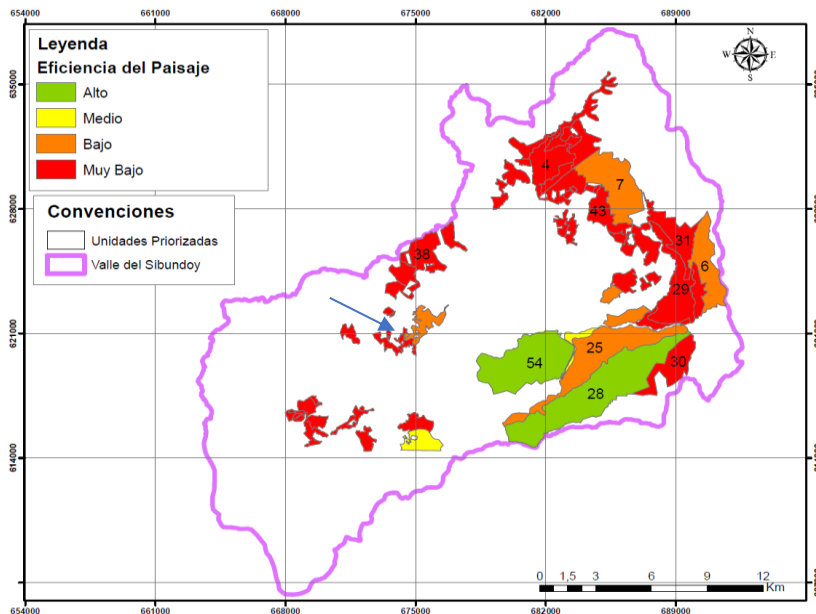 654000 661000 668000 675000 682000 689000
Leyenda
Eficiencia del Paisaje
Alto
Medio
Bajo
Muy Bajo
Convenciones
Unidades Priorizadas
Valle del Sibundoy
N
W E
S
635000
628000
621000
614000
4
7
43
38
31
6
29
25
54
30
28
0 1,5 3 6 9 12
Km
654000 661000 668000 675000 682000 689000